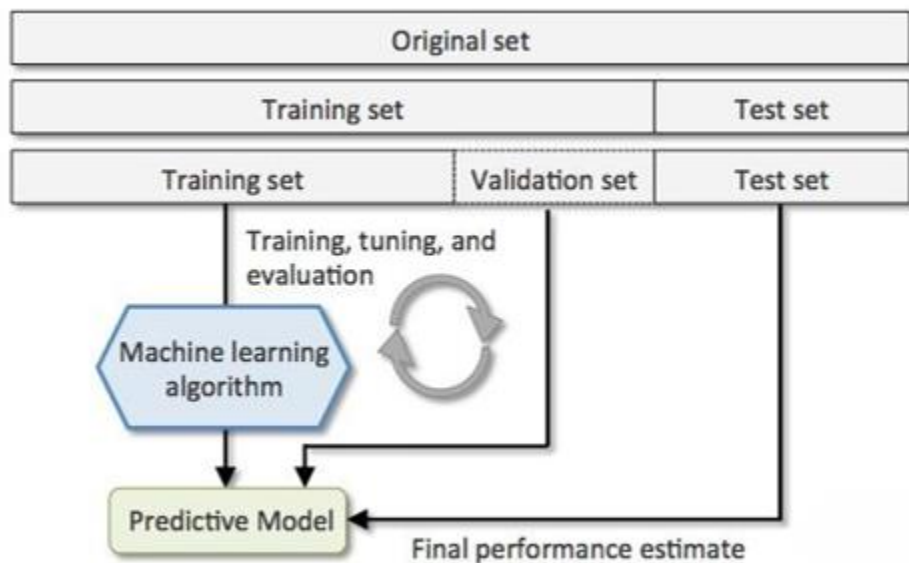 Original set
Training set Test set
Training set Validation set Test set
Training, tuning, and
evaluation
Machine learning
algorithm
Predictive Model
Final performance estimate